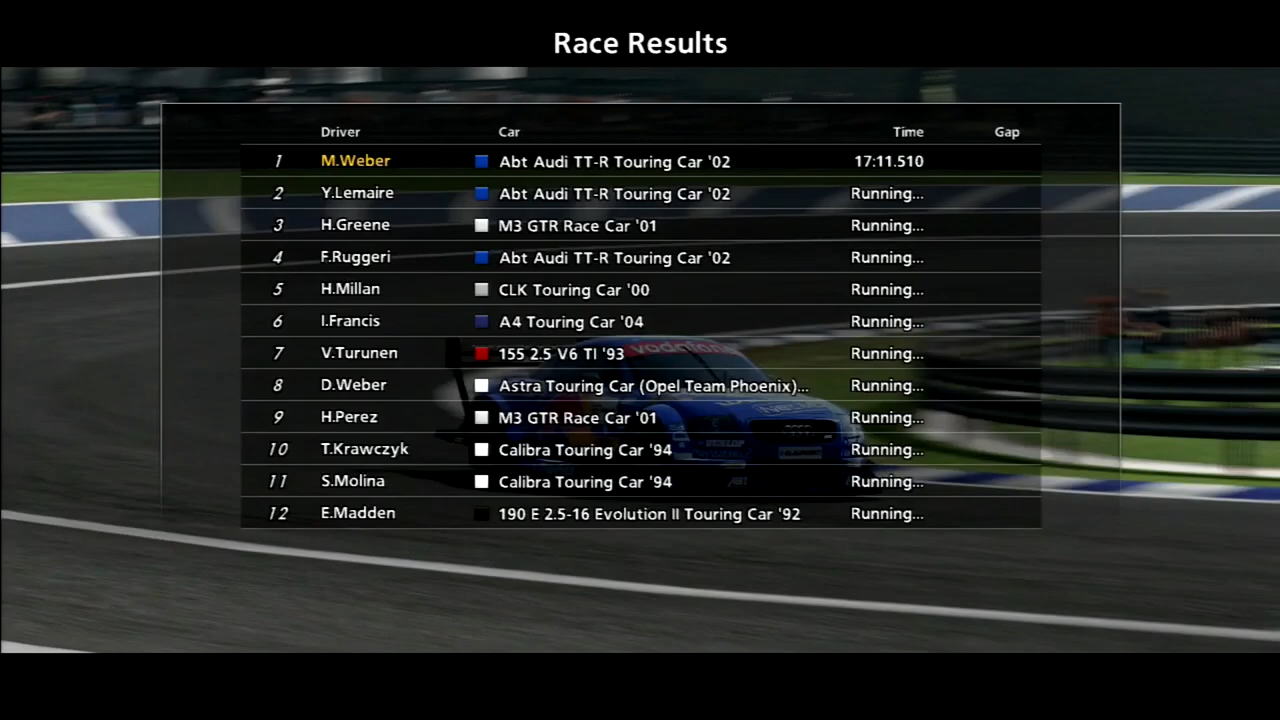 Race Results
Driver Car Time Gap
1 M.Weber Abt Audi TT-R Touring Car '02 17:11.510
2 Y.Lemaire Abt Audi TT-R Touring Car '02 Running...
3 H.Greene M3 GTR Race Car '01 Running...
4 F.Ruggeri Abt Audi TT-R Touring Car '02 Running...
5 H.Millan CLK Touring Car '00 Running...
6 I.Francis A4 Touring Car '04 Running...
7 V.Turunen 155 2.5 V6 TI '93 Running...
8 D.Weber Astra Touring Car (Opel Team Phoenix)... Running...
9 H.Perez M3 GTR Race Car '01 Running...
10 T.Krawczyk Calibra Touring Car '94 Running...
11 S.Molina Calibra Touring Car '94 Running...
12 E.Madden 190 E 2.5-16 Evolution II Touring Car '92 Running...
vodafone
DUNLOP
ABT